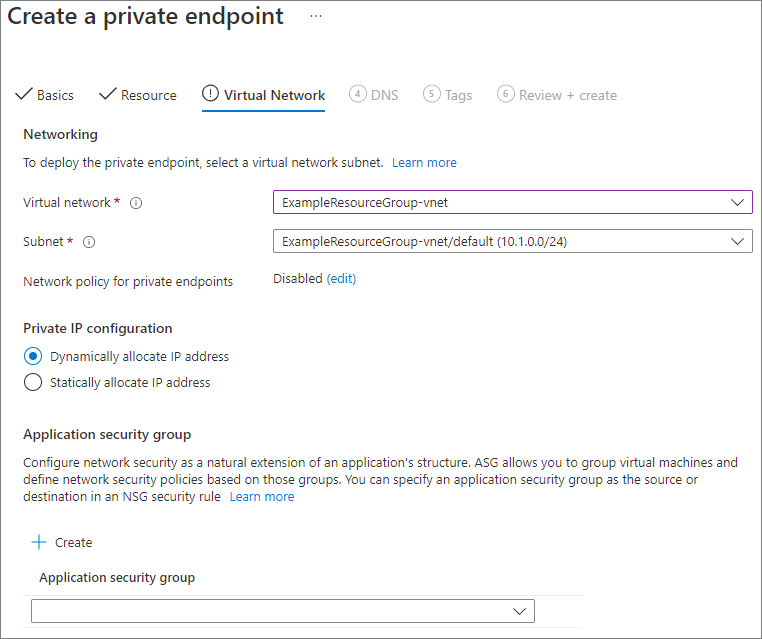 Create a private endpoint ...
Basics Resource Virtual Network 4 DNS 5 Tags 6 Review + create
Networking
To deploy the private endpoint, select a virtual network subnet. Learn more
Virtual network * ExampleResourceGroup-vnet
Subnet * ExampleResourceGroup-vnet/default (10.1.0.0/24)
Network policy for private endpoints Disabled (edit)
Private IP configuration
Dynamically allocate IP address
Statically allocate IP address
Application security group
Configure network security as a natural extension of an application's structure. ASG allows you to group virtual machines and
define network security policies based on those groups. You can specify an application security group as the source or
destination in an NSG security rule Learn more
+ Create
Application security group